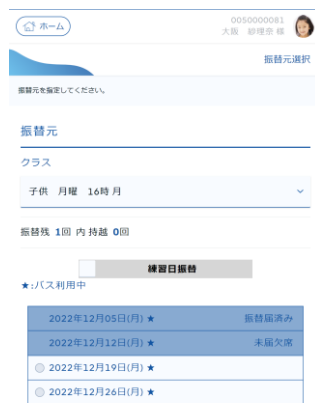 ホーム
0050000081
大阪 紗理奈 様
振替元選択
振替元を指定してください。
振替元
クラス
子供 月曜 16時 月
振替残 1回 内 持越 0回
練習日振替
★:バス利用中
2022年12月05日(月) ★ 振替届済み
2022年12月12日(月) ★ 未届欠席
2022年12月19日(月) ★
2022年12月26日(月) ★